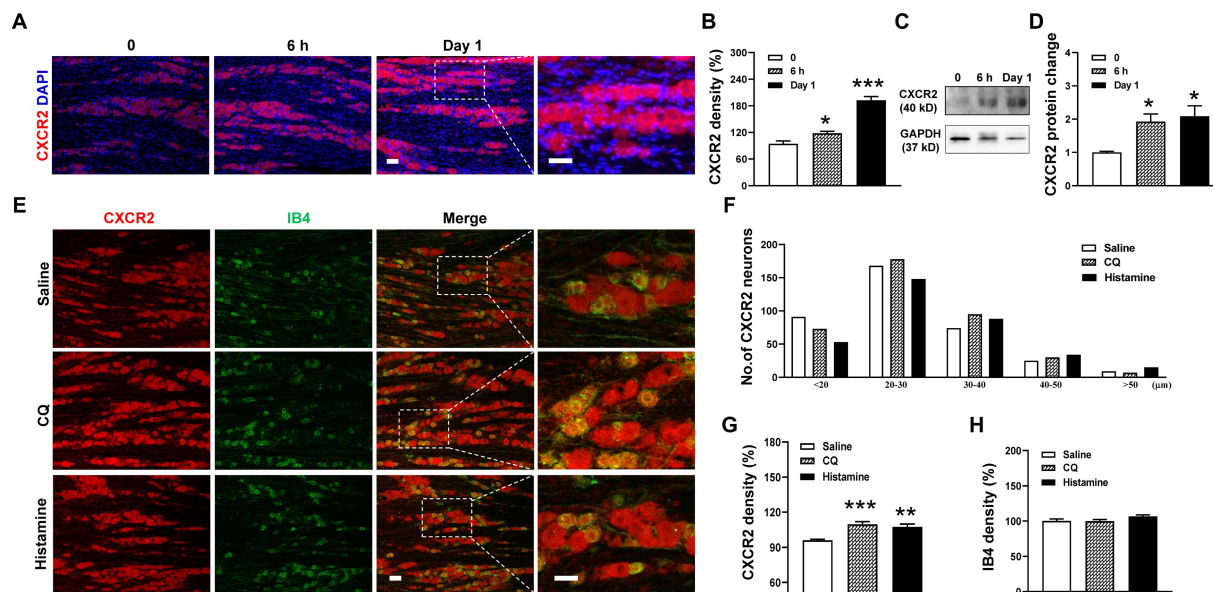 A
0 6 h Day 1
CXCR2 DAPI
B
CXCR2 density (%)
300
240
180
120
60
0
0
6 h
Day 1
*
***
C
0 6 h Day 1
CXCR2
(40 kD)
GAPDH
(37 kD)
D
CXCR2 protein change
4
3
2
1
0
0
6 h
Day 1
*
*
E
CXCR2 IB4 Merge
Saline
CQ
Histamine
F
No.of CXCR2 neurons
200
150
100
50
0
Saline
CQ
Histamine
<20 20-30 30-40 40-50 >50 (μm)
G
CXCR2 density (%)
180
150
120
90
60
Saline
CQ
Histamine
***
**
H
IB4 density (%)
200
150
100
50
0
Saline
CQ
Histamine